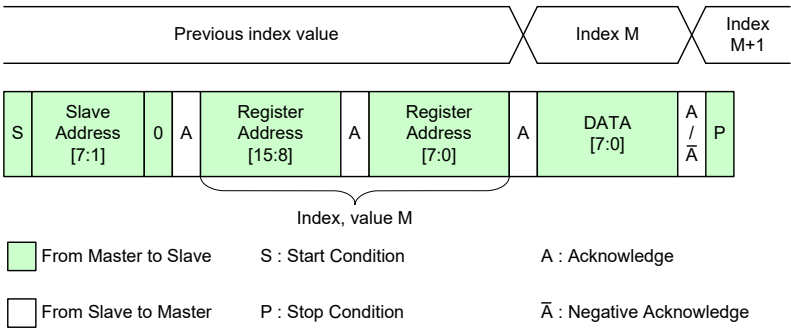 Previous index value
Index M
Index
M+1
S
Slave
Address
[7:1]
0
A
Register
Address
[15:8]
A
Register
Address
[7:0]
A
DATA
[7:0]
A
/
A̅
P
Index, value M
From Master to Slave
S : Start Condition
A : Acknowledge
From Slave to Master
P : Stop Condition
A̅ : Negative Acknowledge